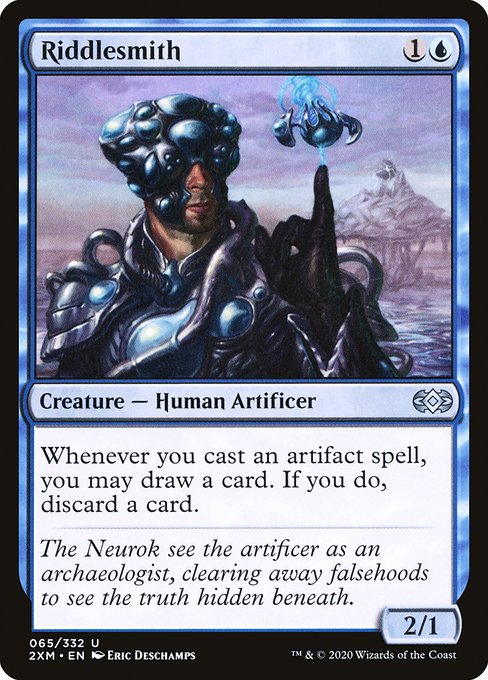 Riddlesmith 1
Creature — Human Artificer
Whenever you cast an artifact spell,
you may draw a card. If you do,
discard a card.
The Neurok see the artificer as an
archaeologist, clearing away falsehoods
to see the truth hidden beneath.
2/1
065/332 U
2XM • EN Eric Deschamps
™ & © 2020 Wizards of the Coast